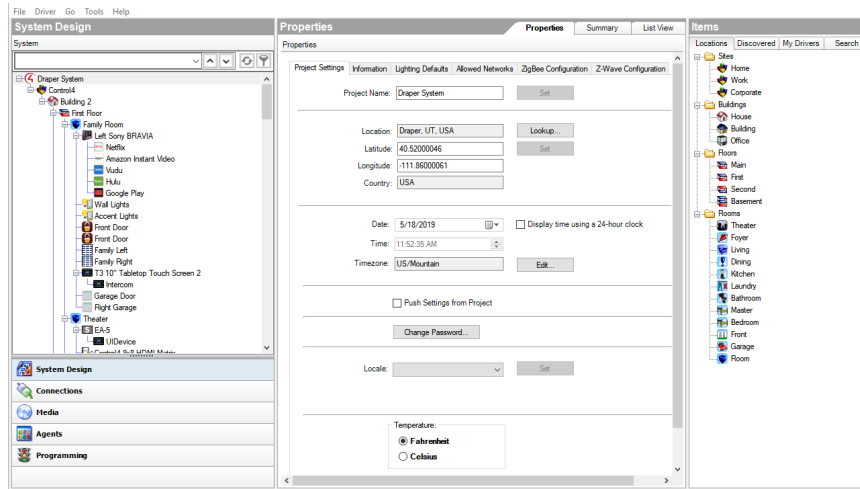 File Driver Go Tools Help
System Design
System
Draper System
Control4
Building 2
First Floor
Family Room
Left Sony BRAVIA
Netflix
Amazon Instant Video
Vudu
Hulu
Google Play
Wall Lights
Accent Lights
Front Door
Front Door
Family Left
Family Right
T3 10" Tabletop Touch Screen 2
Intercom
Garage Door
Right Garage
Theater
EA-5
UIDevice
Control4 8x8 HDMI Matrix
System Design
Connections
Media
Agents
Programming
Properties
Properties Summary List View
Properties
Project Settings Information Lighting Defaults Allowed Networks ZigBee Configuration Z-Wave Configuration
Project Name: Draper System Set
Location: Draper, UT, USA Lookup...
Latitude: 40.52000046 Set
Longitude: -111.86000061
Country: USA
Date: 5/18/2019 Display time using a 24-hour clock
Time: 11:52:35 AM
Timezone: US/Mountain Edit...
Push Settings from Project
Change Password...
Locale: Set
Temperature:
Fahrenheit
Celsius
Items
Locations Discovered My Drivers Search
Sites
Home
Work
Corporate
Buildings
House
Building
Office
Floors
Main
First
Second
Basement
Rooms
Theater
Foyer
Living
Dining
Kitchen
Laundry
Bathroom
Master
Bedroom
Front
Garage
Room